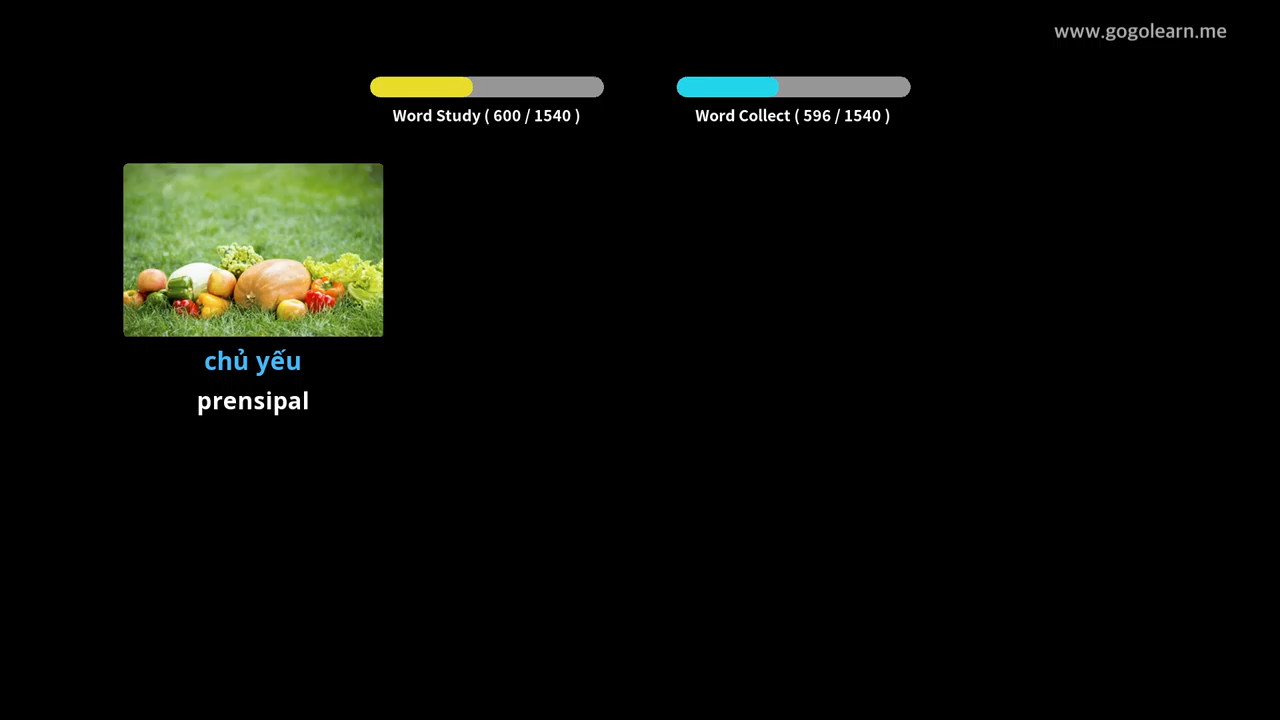 www.gogolearn.me
Word Study ( 600 / 1540 )
Word Collect ( 596 / 1540 )
chủ yếu
prensipal